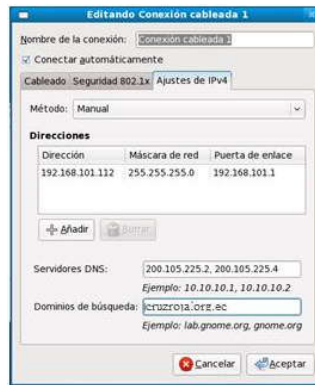 Editando Conexión cableada 1
Nombre de la conexión: Conexión cableada 1
Conectar automáticamente
Cableado Seguridad 802.1x Ajustes de IPv4
Método: Manual
Direcciones
Dirección Máscara de red Puerta de enlace
192.168.101.112 255.255.255.0 192.168.101.1
Añadir Borrar
Servidores DNS: 200.105.225.2, 200.105.225.4
Ejemplo: 10.10.10.1, 10.10.10.2
Dominios de búsqueda: cruzroja.org.ec
Ejemplo: lab.gnome.org, gnome.org
Cancelar Aceptar